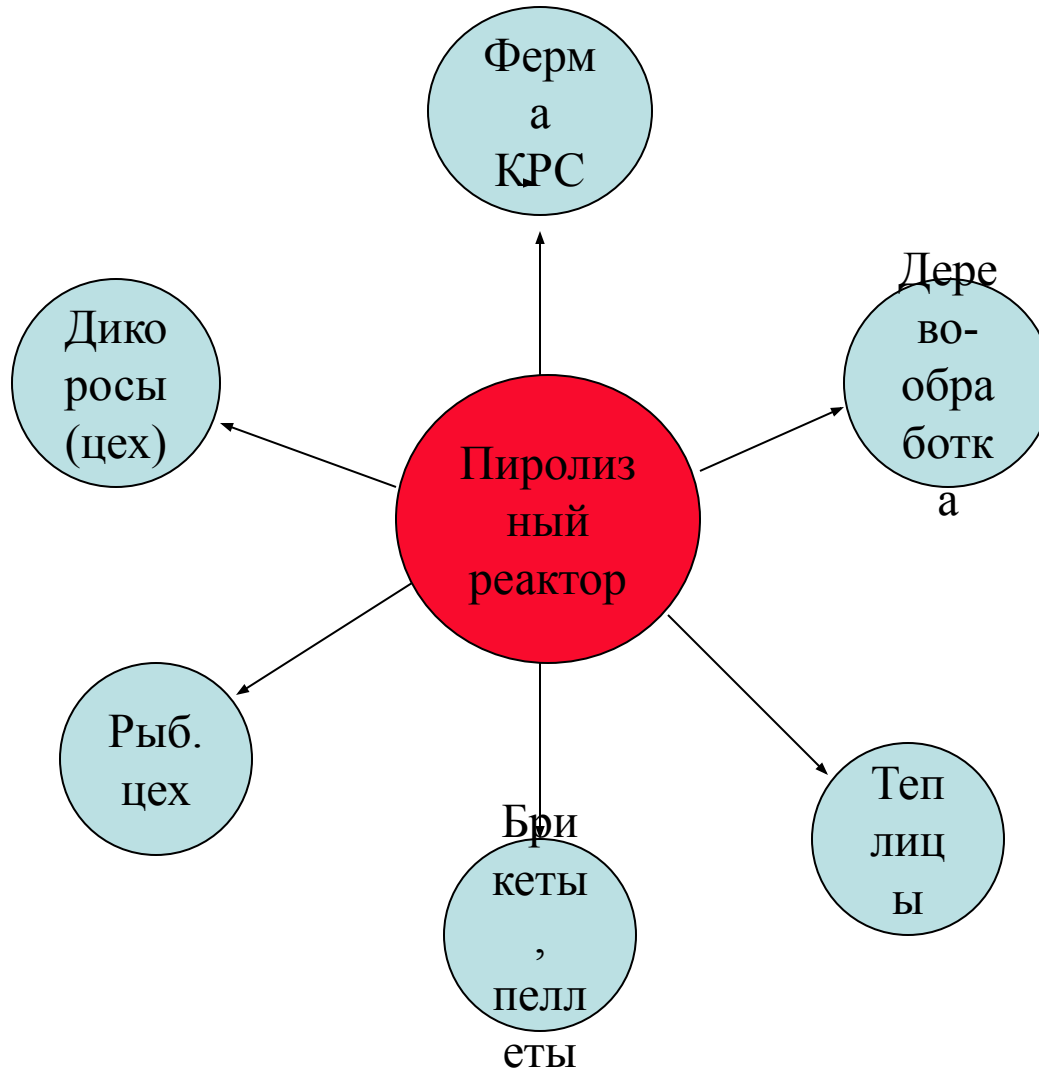 Ферм
а
КРС
Дере
во-
обра
ботк
а
Дико
росы
(цех)
Пиролиз
ный
реактор
Рыб.
цех
Теп
лиц
ы
Бри
кеты
,
пелл
еты